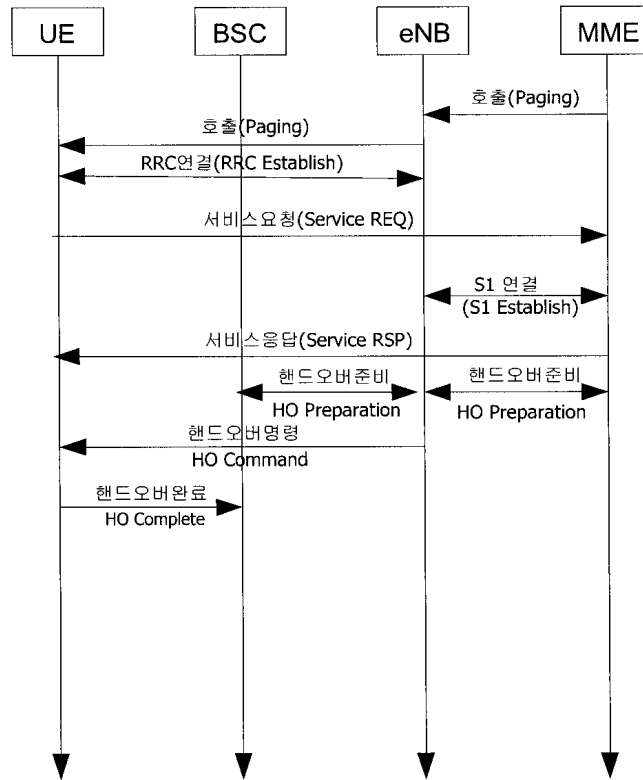 UE
BSC
eNB
MME
호출(Paging)
호출(Paging)
RRC연결(RRC Establish)
서비스요청(Service REQ)
S1 연결
(S1 Establish)
서비스응답(Service RSP)
핸드오버준비
핸드오버준비
HO Preparation
HO Preparation
핸드오버명령
HO Command
핸드오버완료
HO Complete